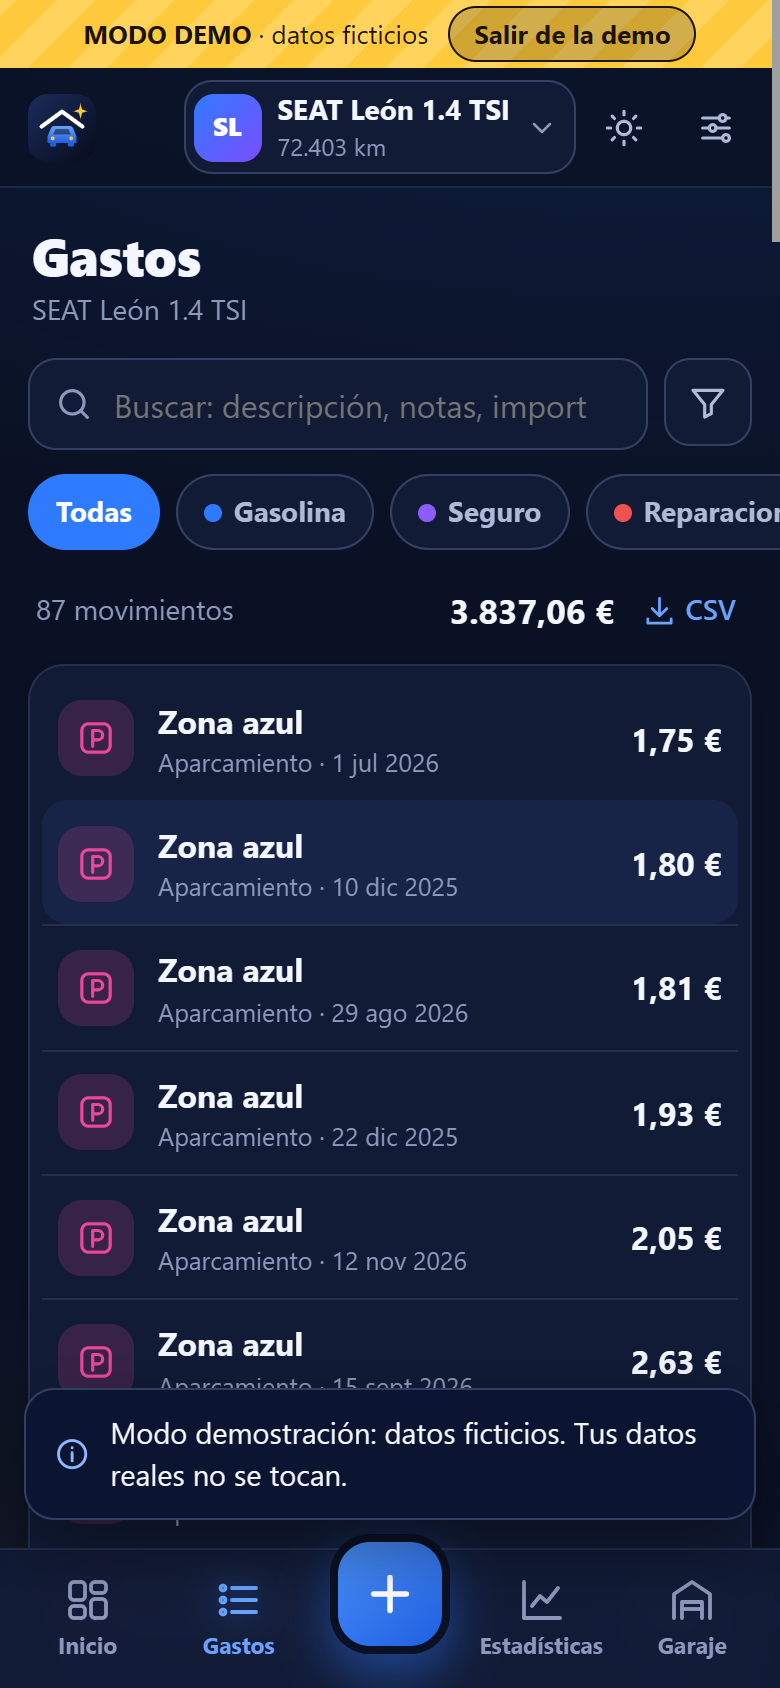 MODO DEMO · datos ficticios
Salir de la demo
SL
SEAT León 1.4 TSI
72.403 km
Gastos
SEAT León 1.4 TSI
Buscar: descripción, notas, import
Todas
Gasolina
Seguro
Reparacion
87 movimientos
3.837,06 €
CSV
P
Zona azul
Aparcamiento · 1 jul 2026
1,75 €
P
Zona azul
Aparcamiento · 10 dic 2025
1,80 €
P
Zona azul
Aparcamiento · 29 ago 2026
1,81 €
P
Zona azul
Aparcamiento · 22 dic 2025
1,93 €
P
Zona azul
Aparcamiento · 12 nov 2026
2,05 €
P
Zona azul
Aparcamiento · 15 sept 2026
2,63 €
Modo demostración: datos ficticios. Tus datos
reales no se tocan.
Inicio
Gastos
Estadísticas
Garaje